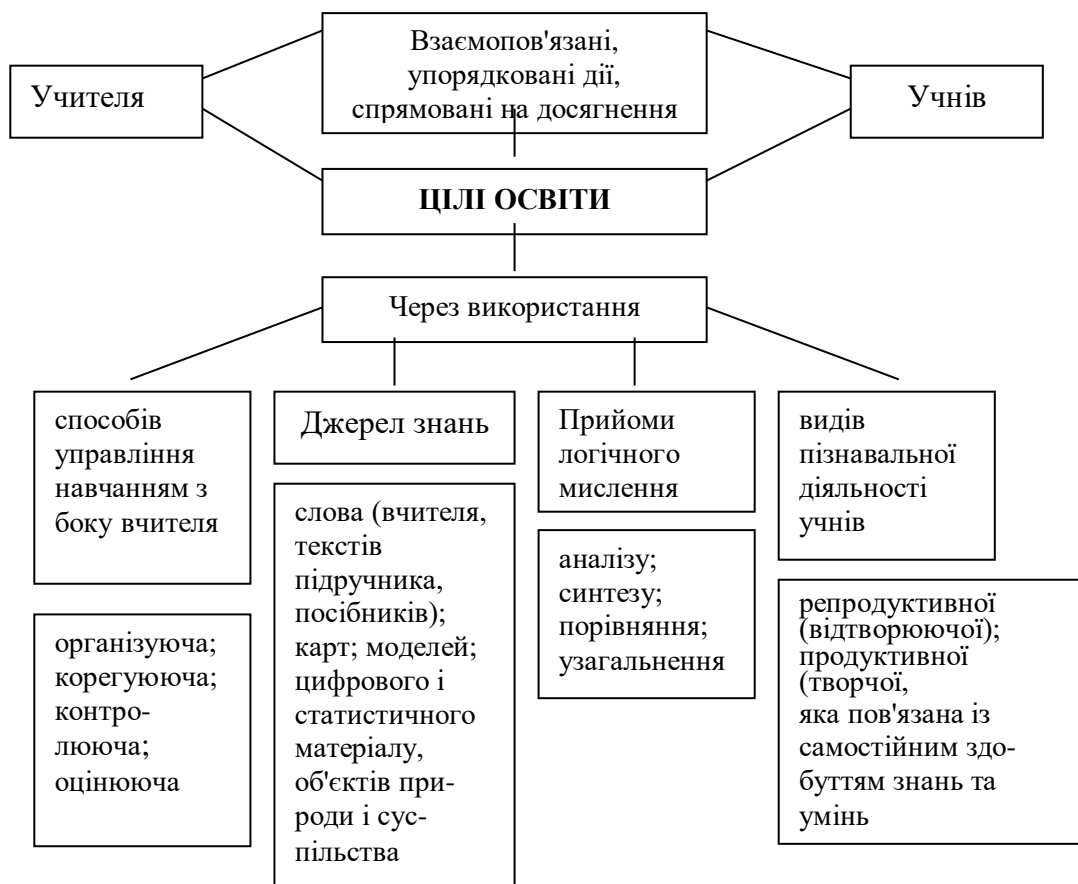 Взаємопов'язані,
упорядковані дії,
спрямовані на досягнення
Учителя
Учнів
ЦІЛІ ОСВІТИ
Через використання
способів
управління
навчанням з
боку вчителя
Джерел знань
Прийоми
логічного
мислення
видів
пізнавальної
діяльності
учнів
організуюча;
корегуююча;
контро-
лююча;
оцінююча
слова (вчителя,
текстів
підручника,
посібників);
карт; моделей;
цифрового і
статистичного
матеріалу,
об'єктів при-
роди і сус-
пільства
аналізу;
синтезу;
порівняння;
узагальнення
репродуктивної
(відтворюючої);
продуктивної
(творчої,
яка пов'язана із
самостійним здо-
буттям знань та
умінь